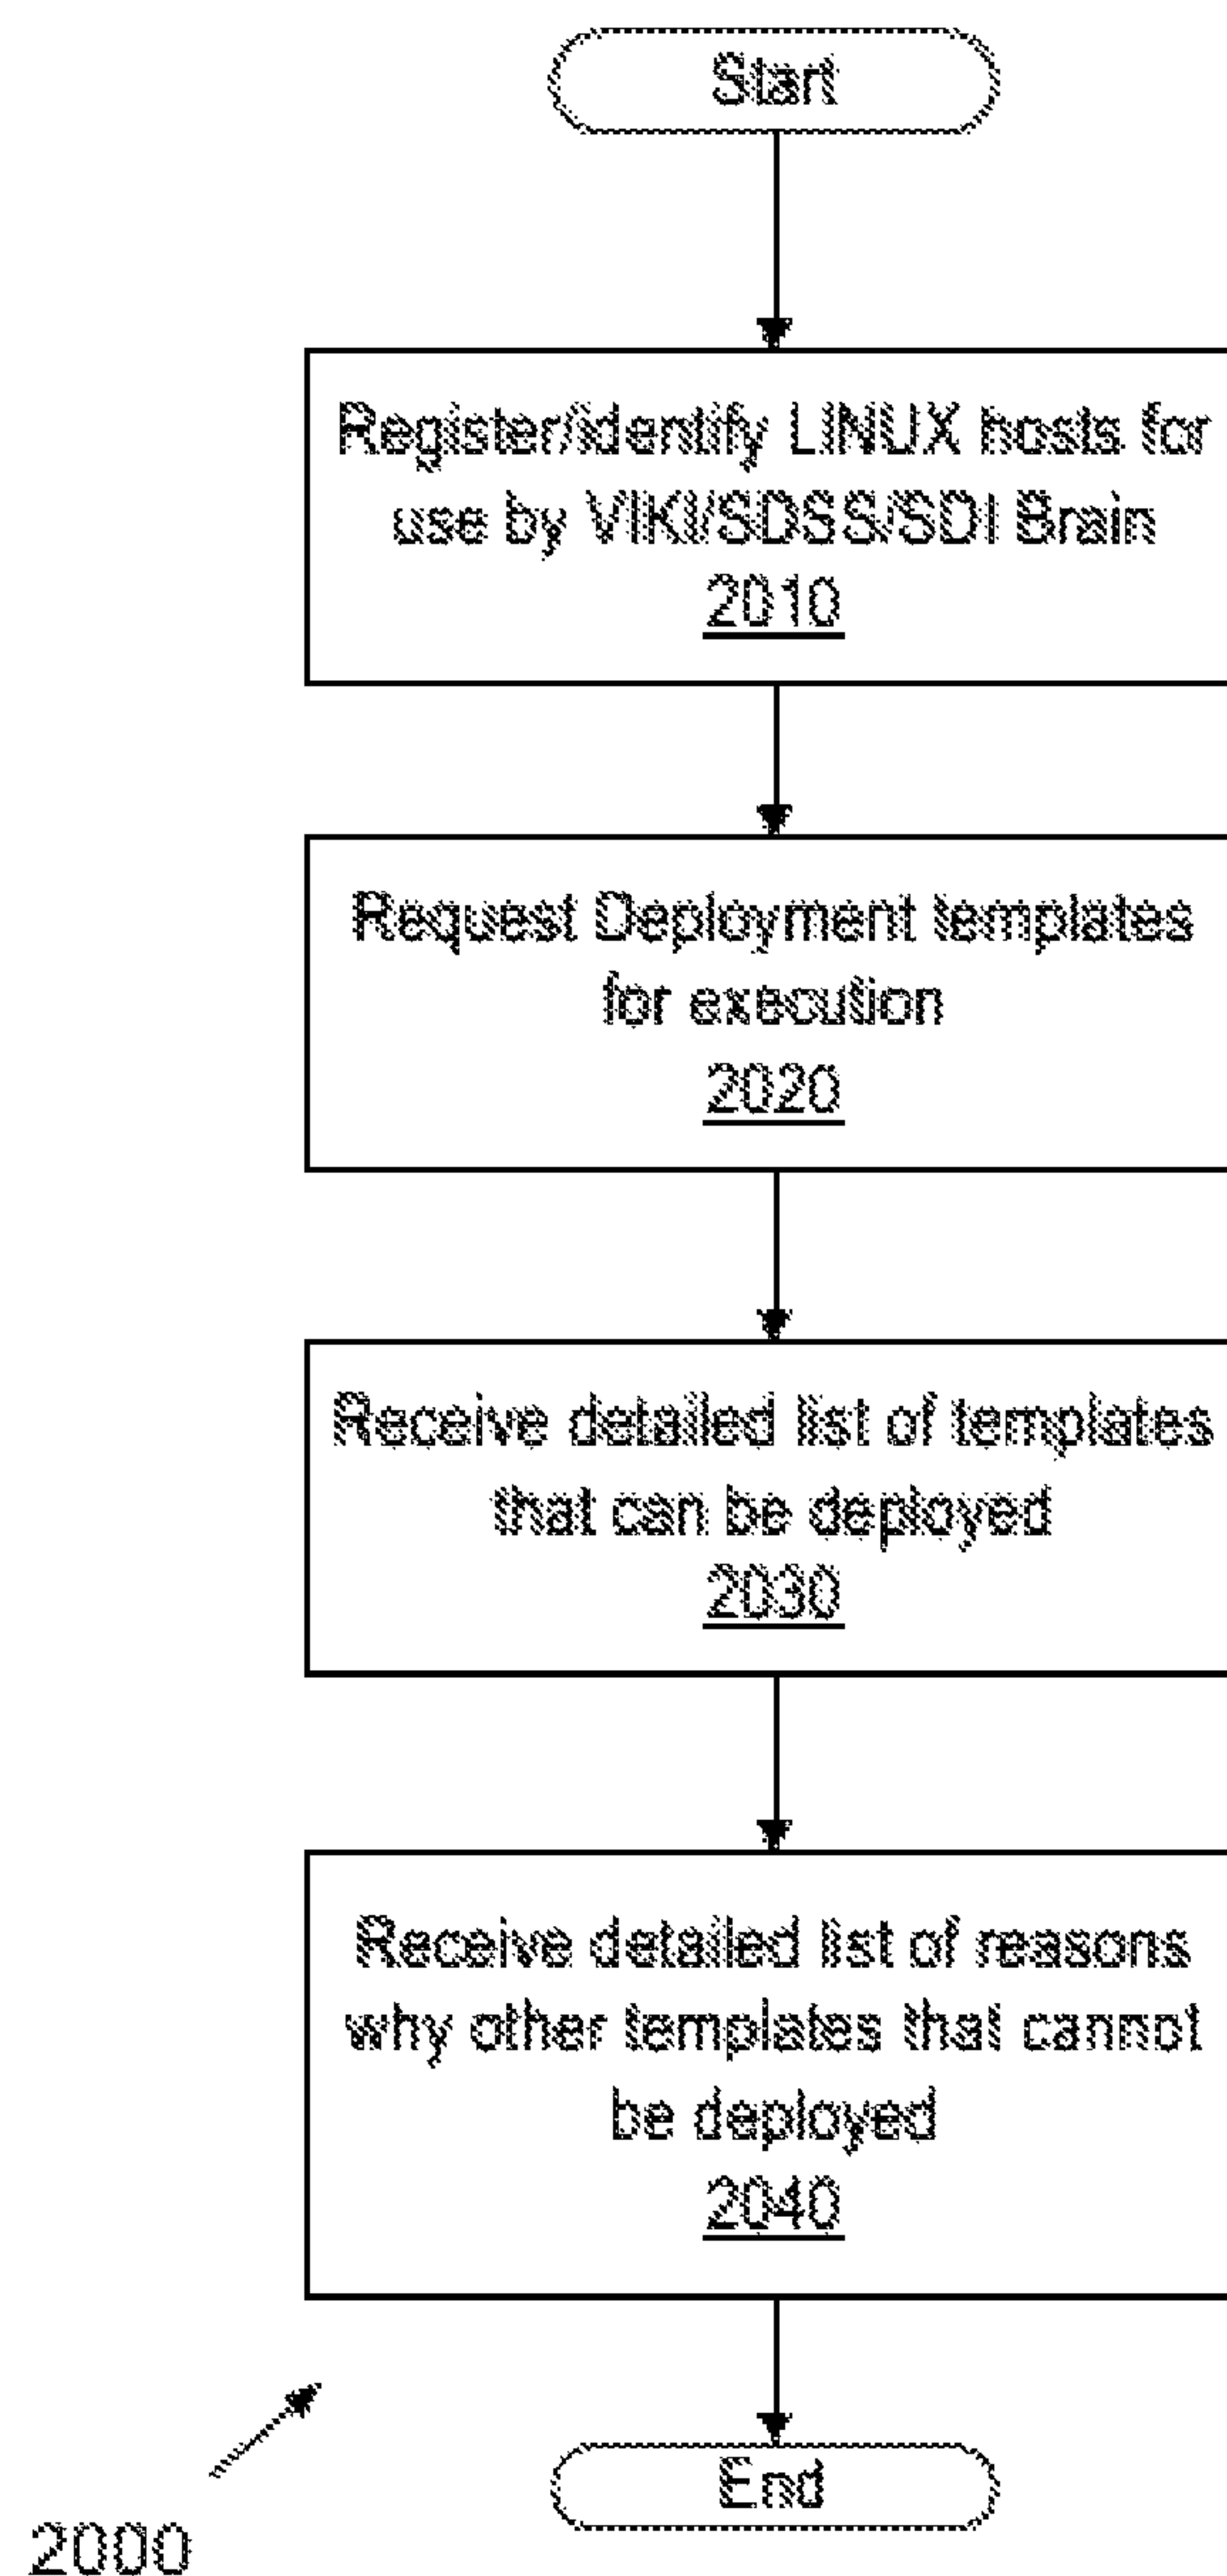 Start
Register/identify LINUX hosts for
use by VIKI/SDSS/SDI Brain
2010
Request Deployment templates
for execution
2020
Receive detailed list of templates
that can be deployed
2030
Receive detailed list of reasons
why other templates that cannot
be deployed
2040
End
2000